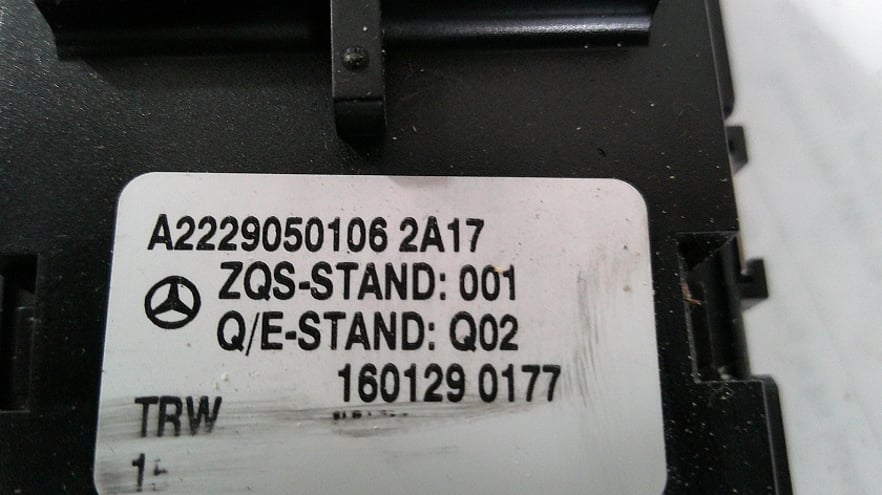 A2229050106 2A17
ZQS-STAND: 001
Q/E-STAND: Q02
160129 0177
TRW